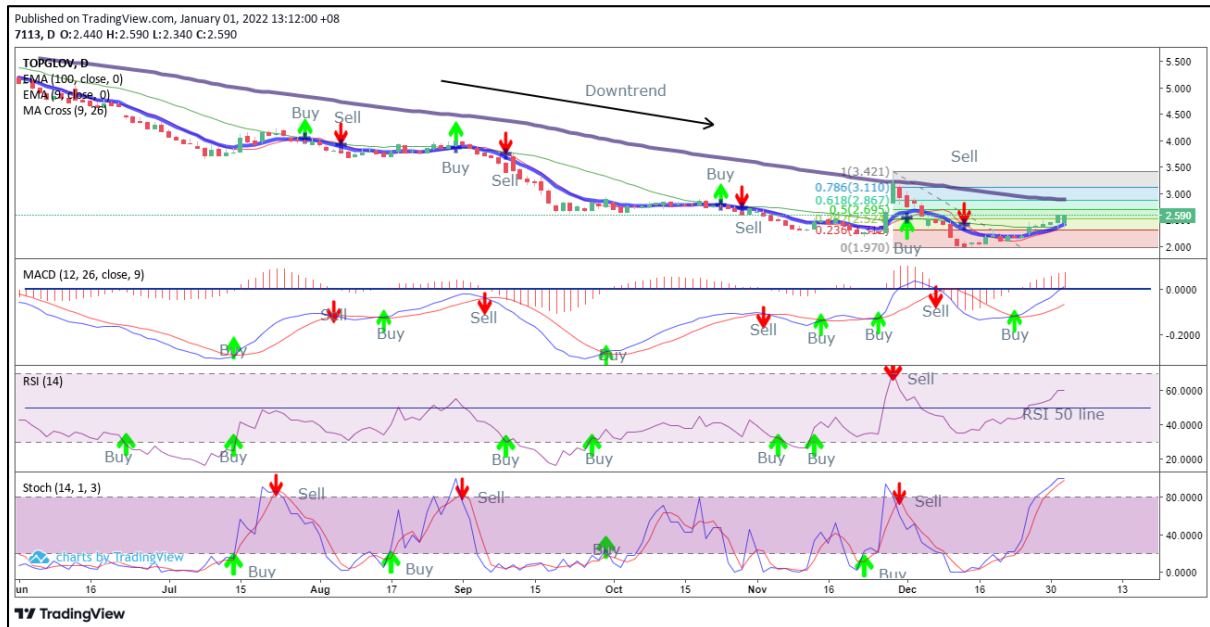 Published on TradingView.com, January 01, 2022 13:12:00 +08
7113, D O:2.440 H:2.590 L:2.340 C:2.590
TOPGLOV, D
EMA (100, close, 0)
EMA (9, close, 0)
MA Cross (9, 26)
Downtrend
Buy
Sell
Buy
Sell
Buy
Sell
Sell
Buy
1(3.421)
0.786(3.110)
0.618(2.867)
0.5(2.695)
0.236(2.312)
0(1.970)
5.500
5.000
4.500
4.000
3.500
3.000
2.590
2.000
MACD (12, 26, close, 9)
Buy
Sell
Buy
Sell
Buy
Sell
Buy
Buy
Sell
Buy
0.0000
-0.2000
RSI (14)
Buy
Buy
Buy
Buy
Buy
Buy
Sell
RSI 50 line
60.0000
40.0000
20.0000
Stoch (14, 1, 3)
Buy
Sell
Buy
Sell
Buy
Buy
Sell
80.0000
40.0000
0.0000
charts by TradingView
un 16 Jul 15 Aug 17 Sep 15 Oct 15 Nov 15 Dec 16 30 13
TradingView